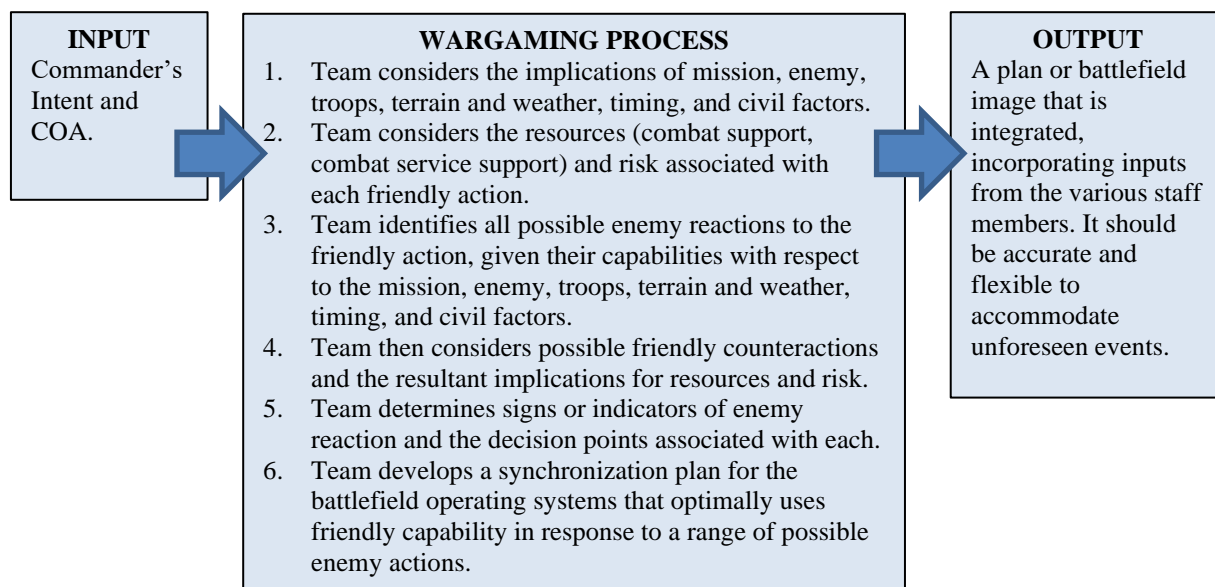 INPUT
Commander’s
Intent and
COA.
WARGAMING PROCESS
1. Team considers the implications of mission, enemy,
troops, terrain and weather, timing, and civil factors.
2. Team considers the resources (combat support,
combat service support) and risk associated with
each friendly action.
3. Team identifies all possible enemy reactions to the
friendly action, given their capabilities with respect
to the mission, enemy, troops, terrain and weather,
timing, and civil factors.
4. Team then considers possible friendly counteractions
and the resultant implications for resources and risk.
5. Team determines signs or indicators of enemy
reaction and the decision points associated with each.
6. Team develops a synchronization plan for the
battlefield operating systems that optimally uses
friendly capability in response to a range of possible
enemy actions.
OUTPUT
A plan or battlefield
image that is
integrated,
incorporating inputs
from the various staff
members. It should
be accurate and
flexible to
accommodate
unforeseen events.